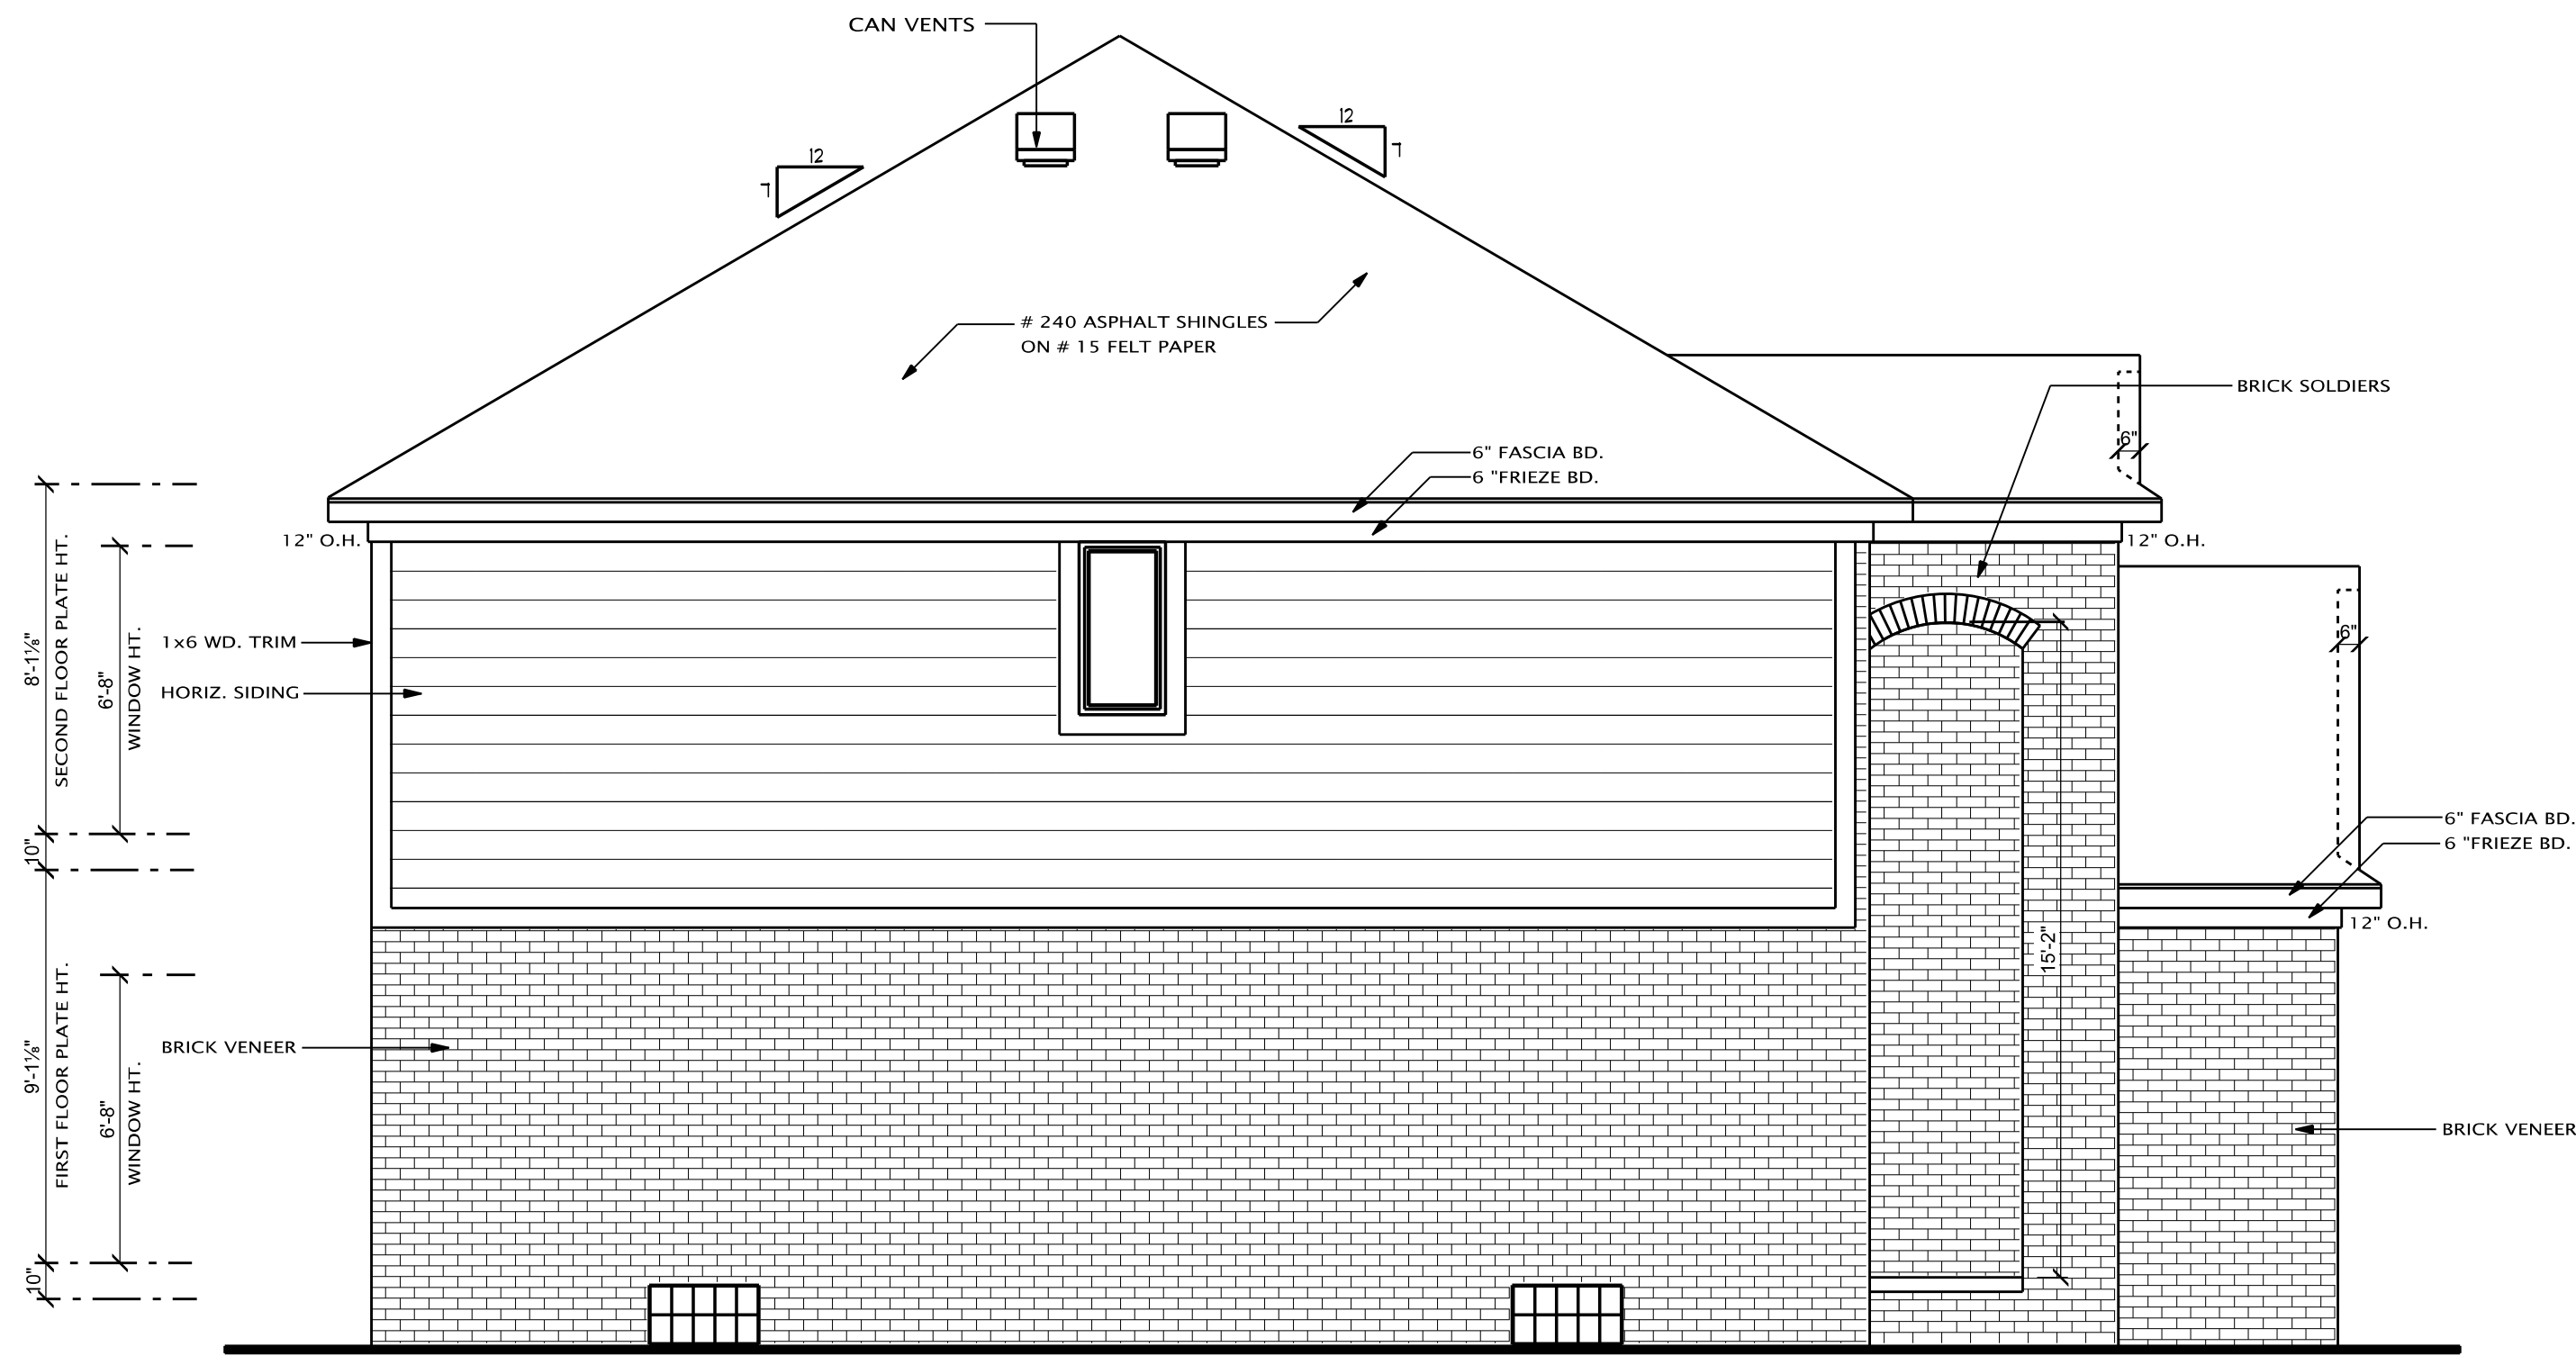 CAN VENTS
12
7
12
7
# 240 ASPHALT SHINGLES
ON # 15 FELT PAPER
BRICK SOLDIERS
6"
6" FASCIA BD.
6 "FRIEZE BD.
12" O.H.
12" O.H.
8'-1⅛"
SECOND FLOOR PLATE HT.
6'-8"
WINDOW HT.
1x6 WD. TRIM
HORIZ. SIDING
6"
10"
6" FASCIA BD.
6 "FRIEZE BD.
12" O.H.
15'-2"
9'-1⅛"
FIRST FLOOR PLATE HT.
6'-8"
WINDOW HT.
BRICK VENEER
BRICK VENEER
10"